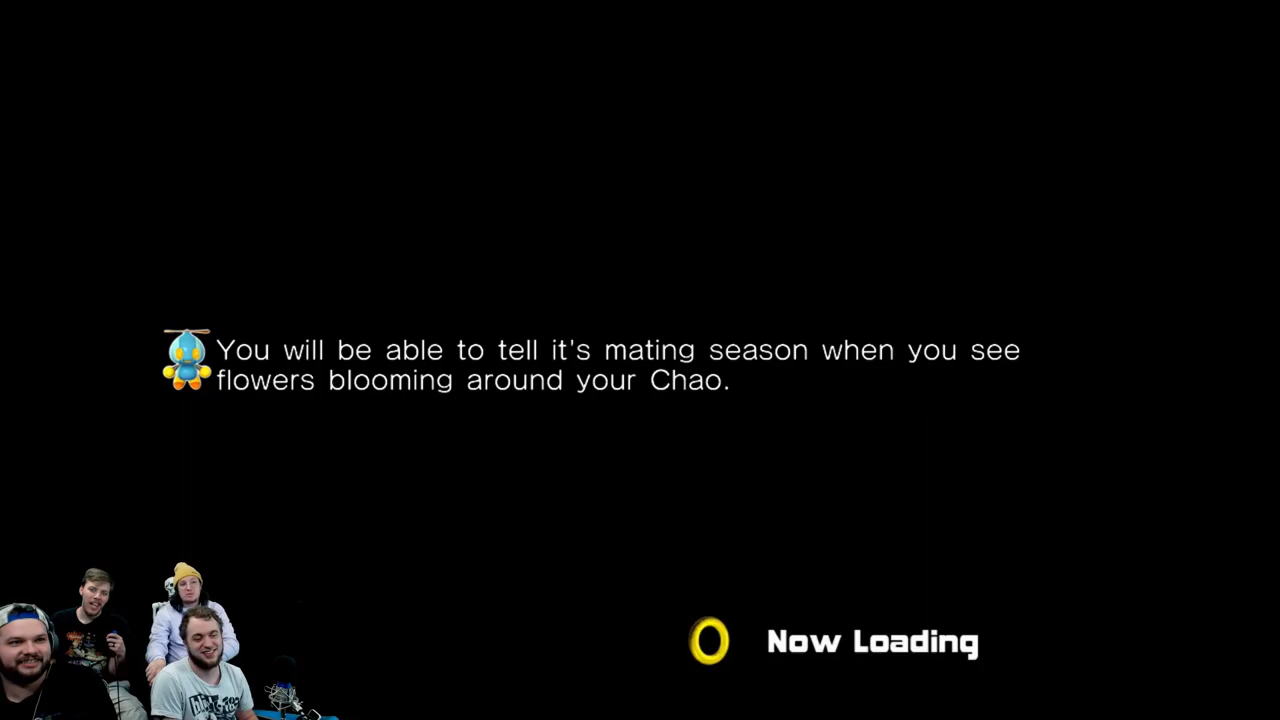 You will be able to tell it's mating season when you see
flowers blooming around your Chao.
Now Loading